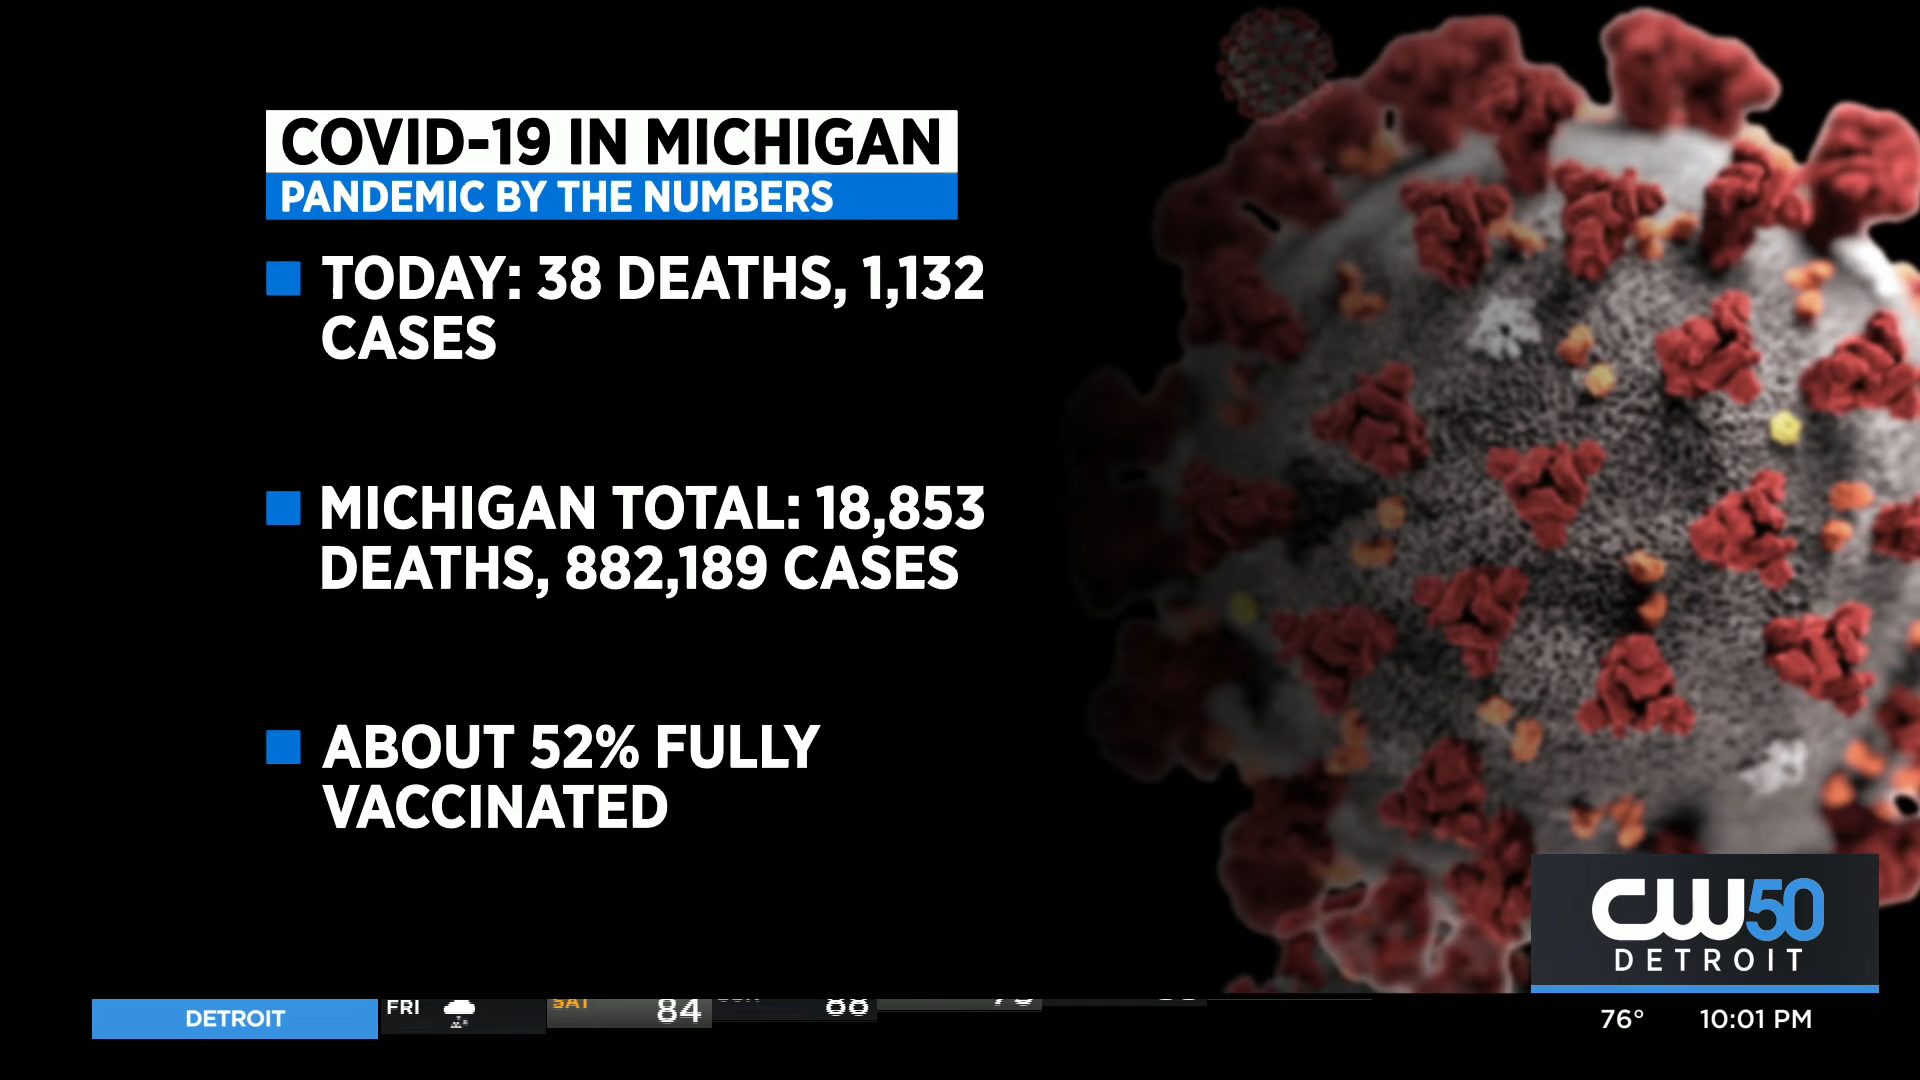 COVID-19 IN MICHIGAN
PANDEMIC BY THE NUMBERS
TODAY: 38 DEATHS, 1,132
CASES
MICHIGAN TOTAL: 18,853
DEATHS, 882,189 CASES
ABOUT 52% FULLY
VACCINATED
CW50
DETROIT
DETROIT
FRI
SAT 84
88
76° 10:01 PM